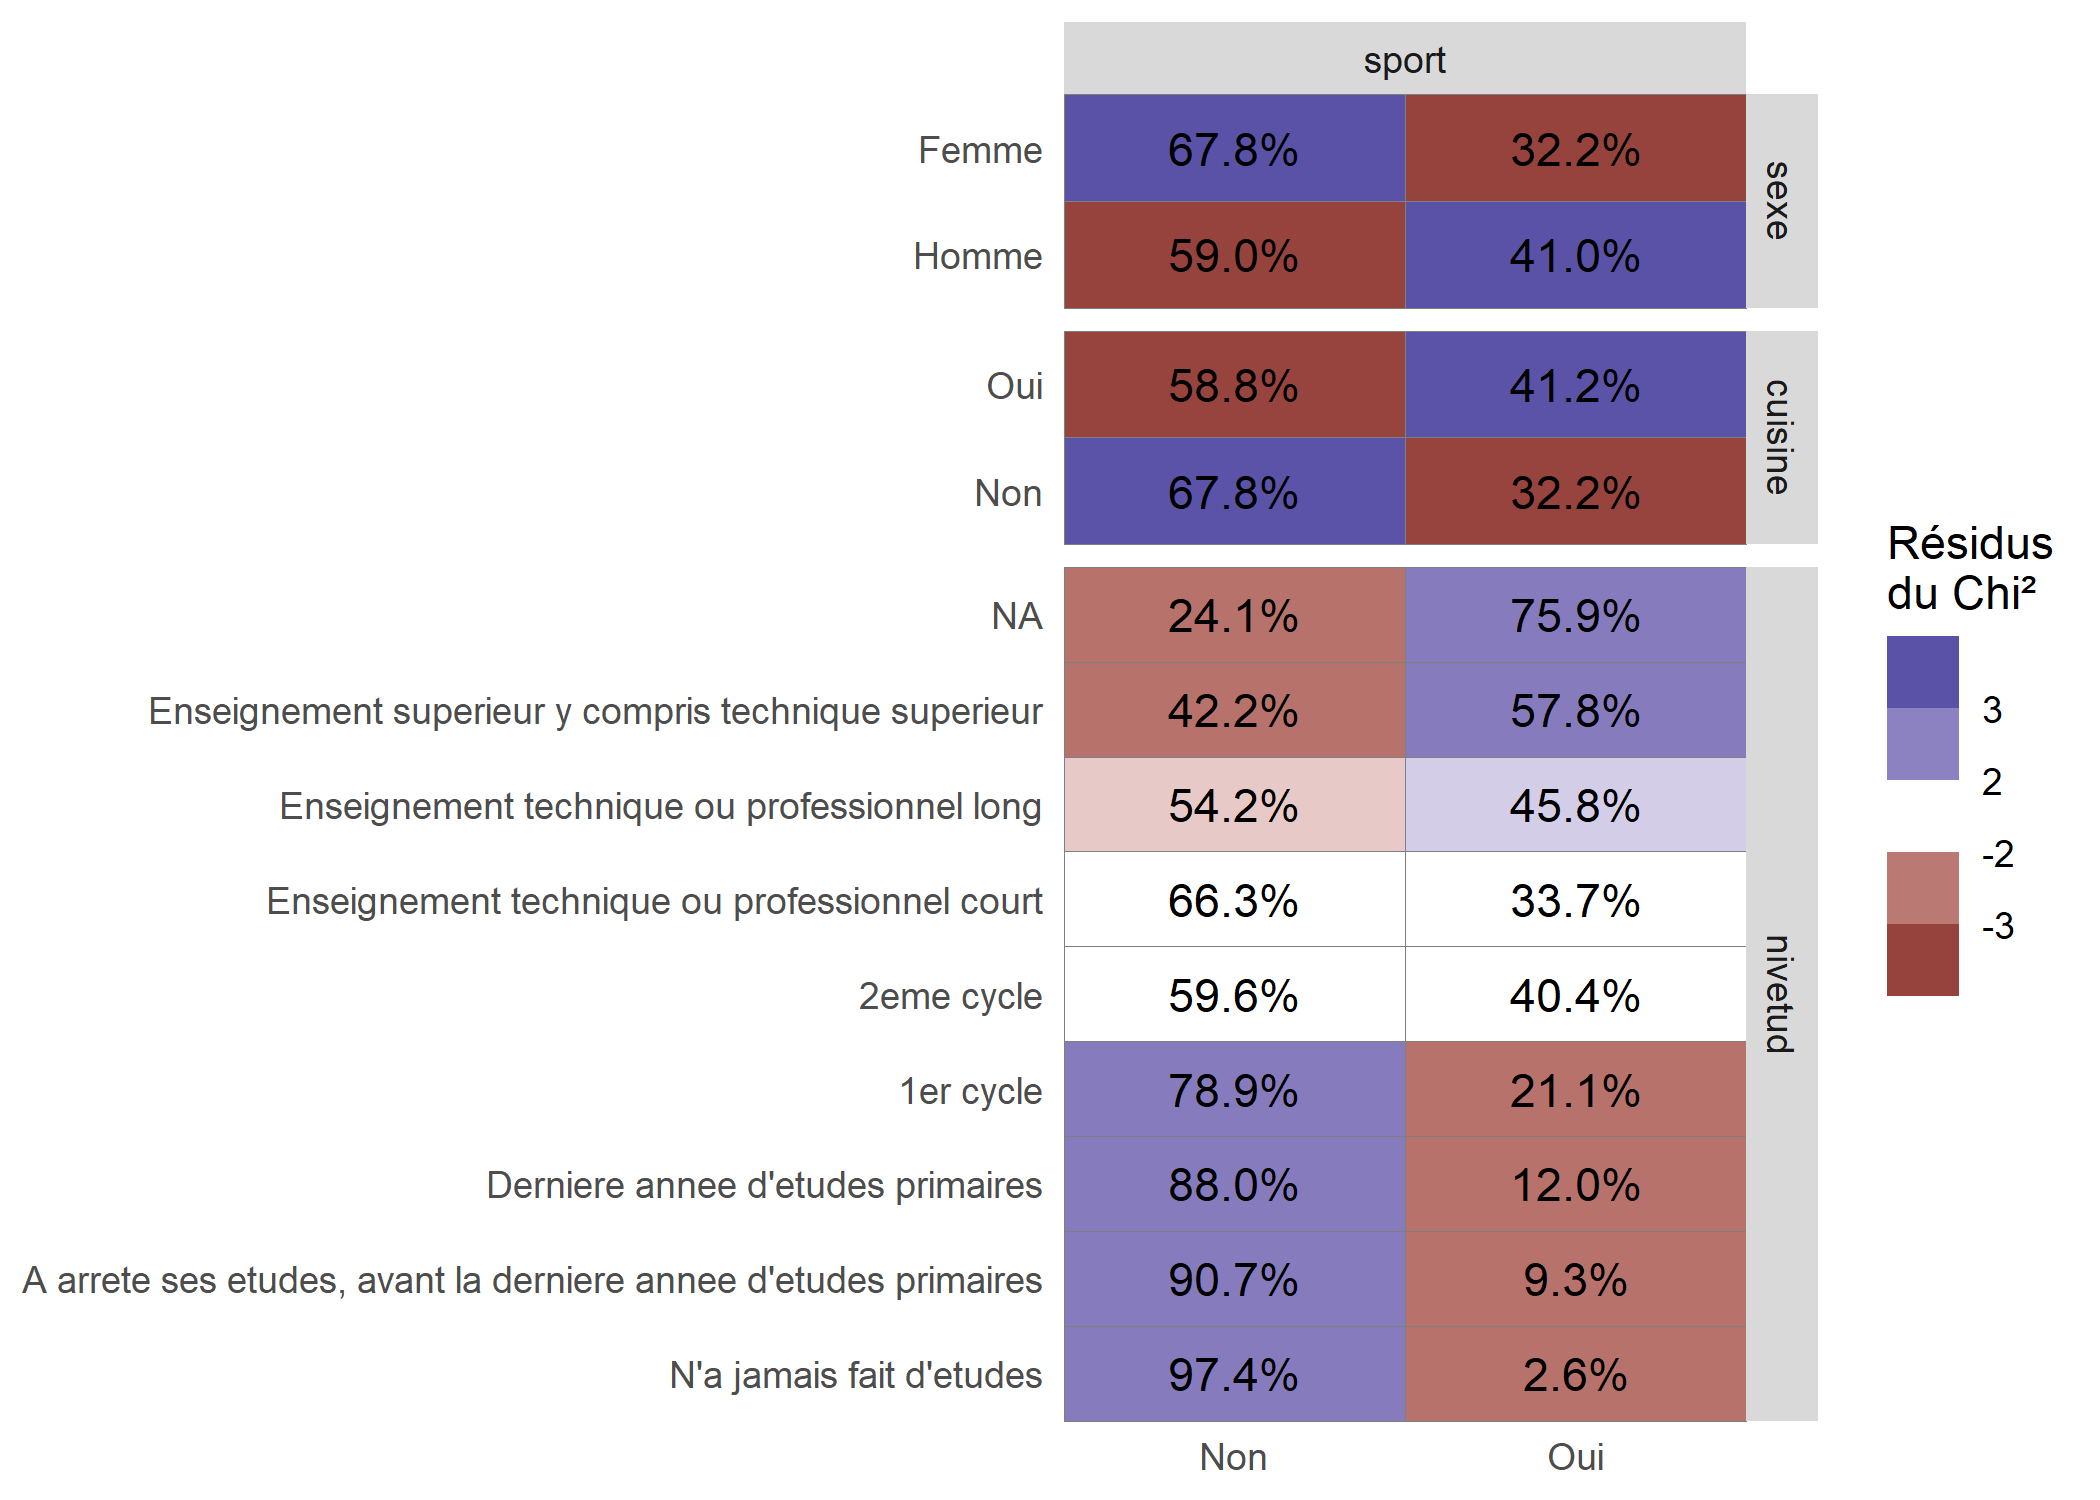 sport
Femme 67.8% 32.2%
Homme 59.0% 41.0%
sexe
Oui 58.8% 41.2%
Non 67.8% 32.2%
cuisine
NA 24.1% 75.9%
Enseignement superieur y compris technique superieur 42.2% 57.8%
Enseignement technique ou professionnel long 54.2% 45.8%
Enseignement technique ou professionnel court 66.3% 33.7%
2eme cycle 59.6% 40.4%
1er cycle 78.9% 21.1%
Derniere annee d'etudes primaires 88.0% 12.0%
A arrete ses etudes, avant la derniere annee d'etudes primaires 90.7% 9.3%
N'a jamais fait d'etudes 97.4% 2.6%
nivetud
Non Oui
Résidus
du Chi²
3
2
-2
-3